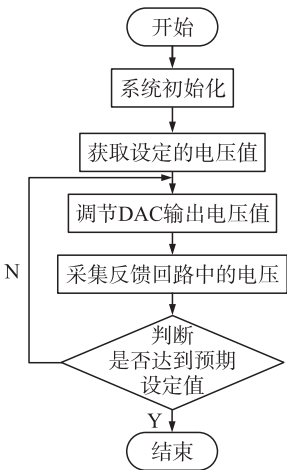 开始
系统初始化
获取设定的电压值
调节DAC输出电压值
采集反馈回路中的电压
N
判断
是否达到预期
设定值
Y
结束